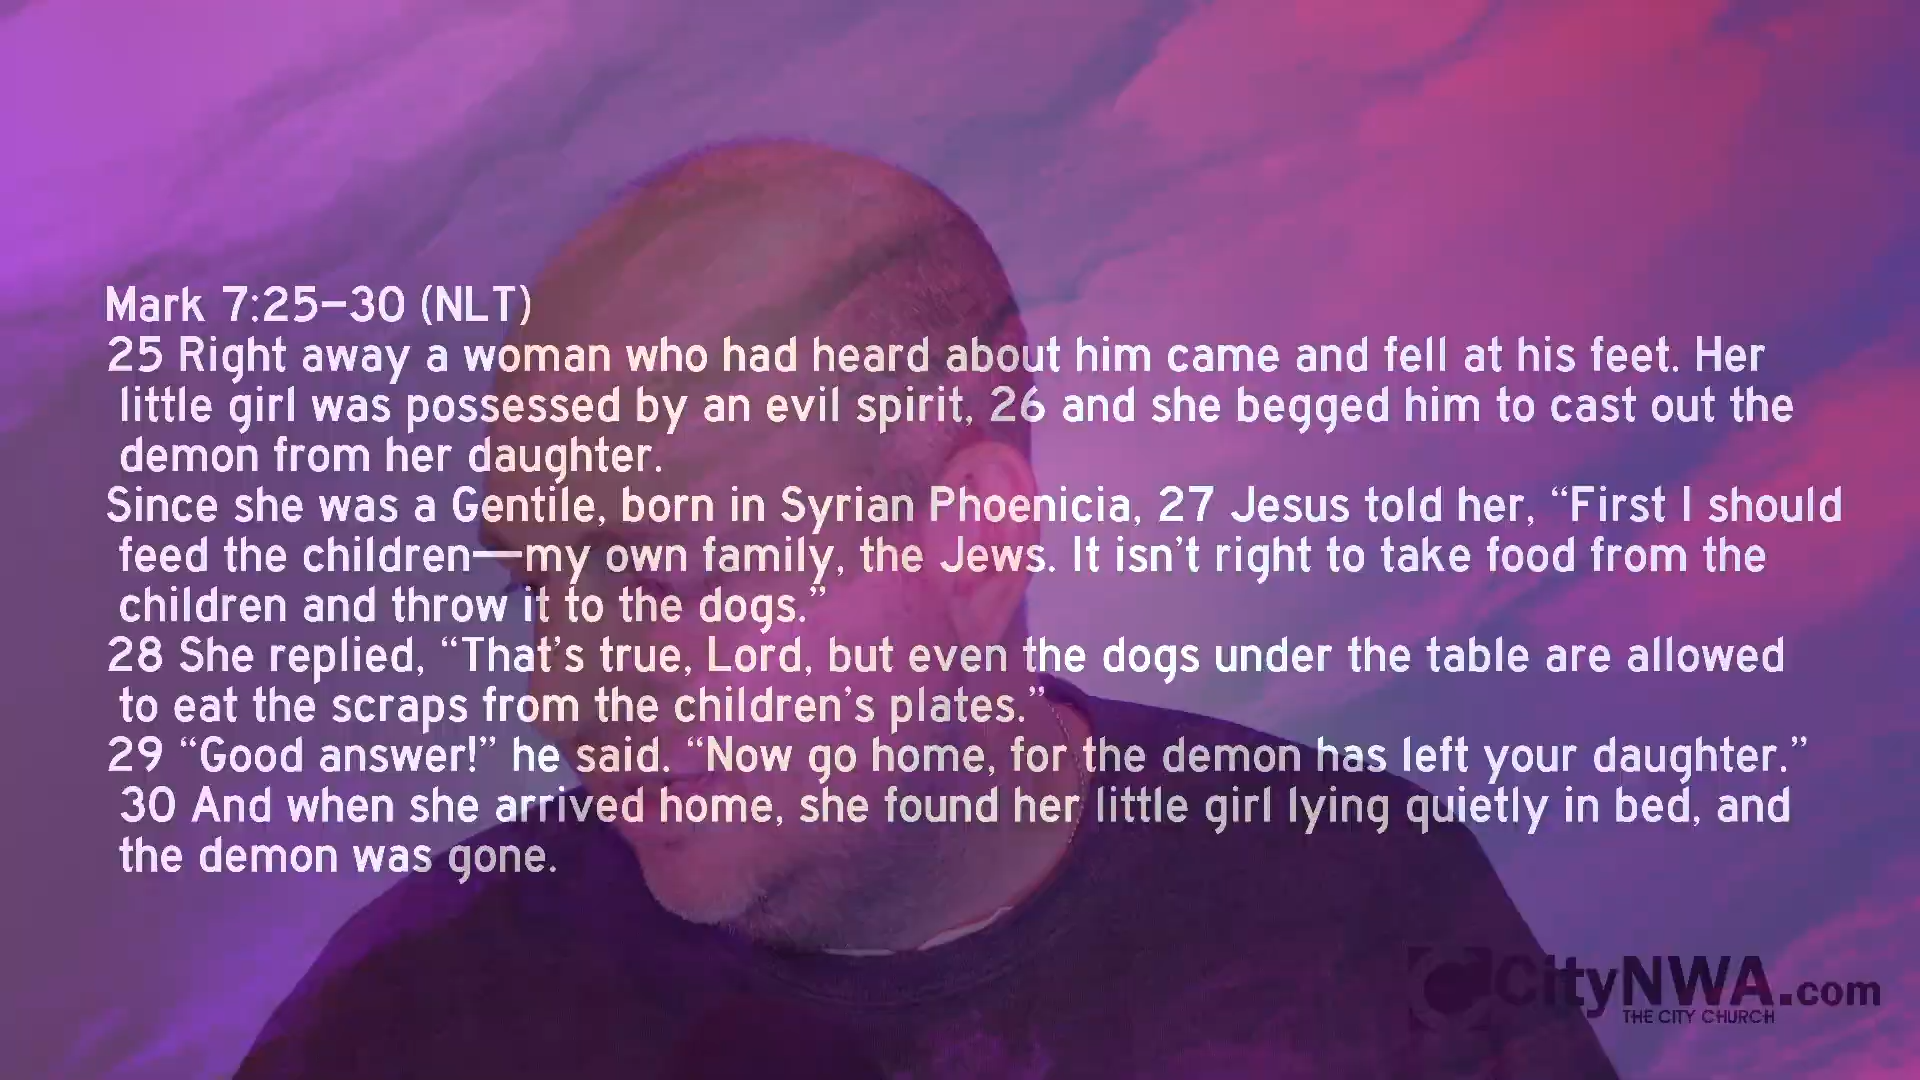 Mark 7:25–30 (NLT)
25 Right away a woman who had heard about him came and fell at his feet. Her
little girl was possessed by an evil spirit, 26 and she begged him to cast out the
demon from her daughter.
Since she was a Gentile, born in Syrian Phoenicia, 27 Jesus told her, “First I should
feed the children—my own family, the Jews. It isn’t right to take food from the
children and throw it to the dogs.”
28 She replied, “That’s true, Lord, but even the dogs under the table are allowed
to eat the scraps from the children’s plates.”
29 “Good answer!” he said. “Now go home, for the demon has left your daughter.”
30 And when she arrived home, she found her little girl lying quietly in bed, and
the demon was gone.
CityNWA.com
THE CITY CHURCH